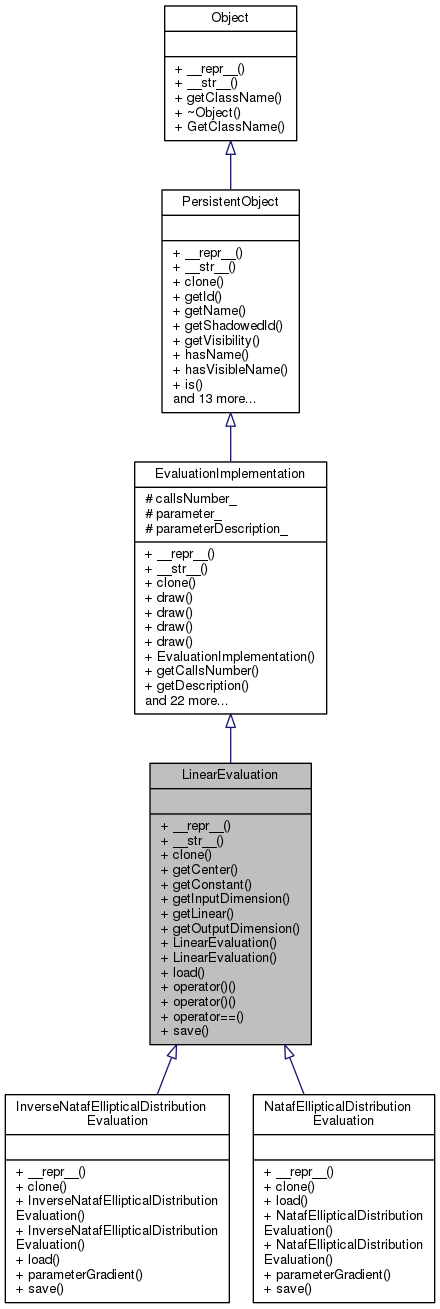 Object
+ __repr__()
+ __str__()
+ getClassName()
+ ~Object()
+ GetClassName()
PersistentObject
+ __repr__()
+ __str__()
+ clone()
+ getId()
+ getName()
+ getShadowedId()
+ getVisibility()
+ hasName()
+ hasVisibleName()
+ is()
and 13 more...
EvaluationImplementation
# callsNumber_
# parameter_
# parameterDescription_
+ __repr__()
+ __str__()
+ clone()
+ draw()
+ draw()
+ draw()
+ draw()
+ EvaluationImplementation()
+ getCallsNumber()
+ getDescription()
and 22 more...
LinearEvaluation
+ __repr__()
+ __str__()
+ clone()
+ getCenter()
+ getConstant()
+ getInputDimension()
+ getLinear()
+ getOutputDimension()
+ LinearEvaluation()
+ LinearEvaluation()
+ load()
+ operator()()
+ operator()()
+ operator==()
+ save()
InverseNatafEllipticalDistribution
Evaluation
+ __repr__()
+ clone()
+ InverseNatafEllipticalDistribution
Evaluation()
+ InverseNatafEllipticalDistribution
Evaluation()
+ load()
+ parameterGradient()
+ save()
NatafEllipticalDistribution
Evaluation
+ __repr__()
+ clone()
+ load()
+ NatafEllipticalDistribution
Evaluation()
+ NatafEllipticalDistribution
Evaluation()
+ parameterGradient()
+ save()